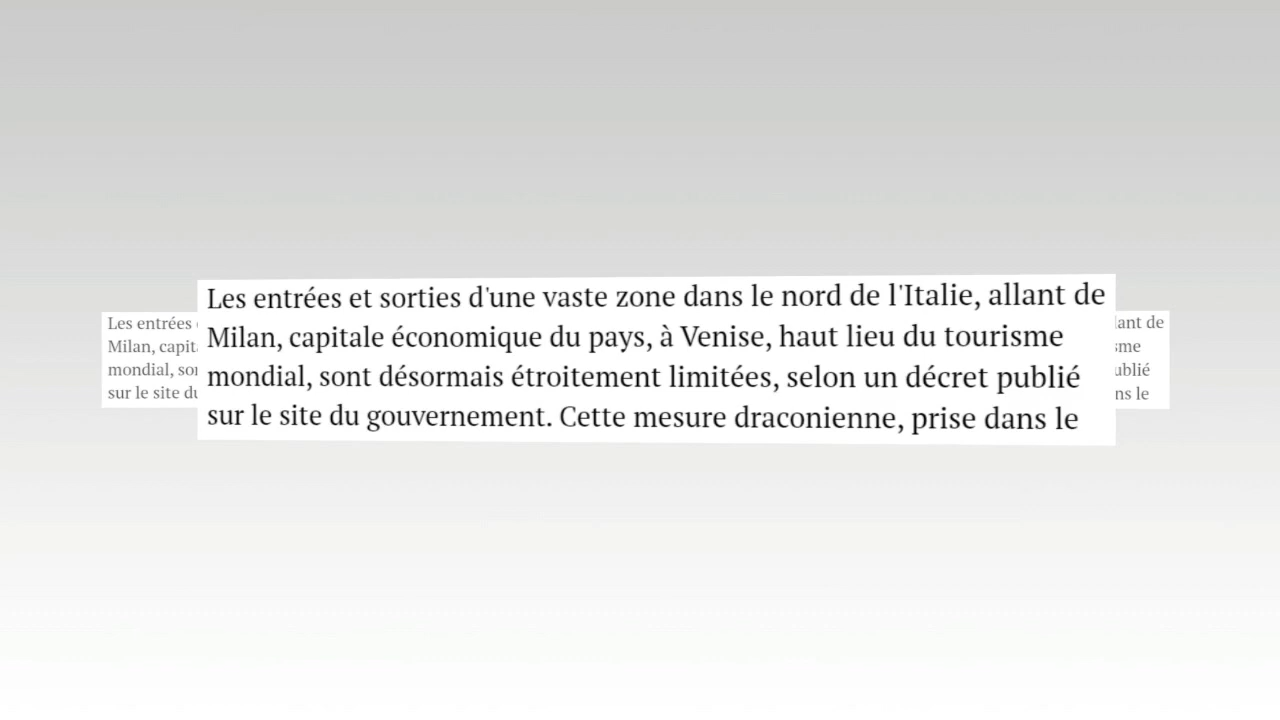 Les entrées et sorties d'une vaste zone dans le nord de l'Italie, allant de
Milan, capitale économique du pays, à Venise, haut lieu du tourisme
mondial, sont désormais étroitement limitées, selon un décret publié
sur le site du gouvernement. Cette mesure draconienne, prise dans le